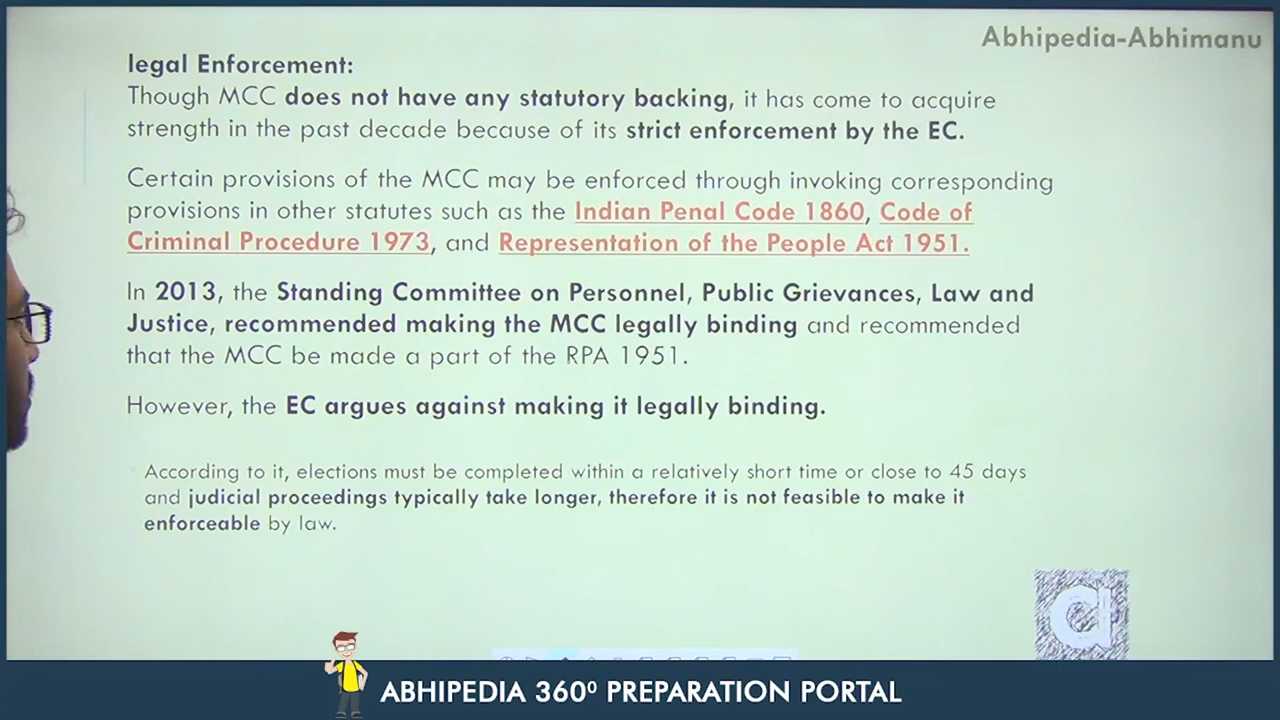 Abhipedia-Abhimanu
legal Enforcement:
Though MCC does not have any statutory backing, it has come to acquire
strength in the past decade because of its strict enforcement by the EC.
Certain provisions of the MCC may be enforced through invoking corresponding
provisions in other statutes such as the Indian Penal Code 1860, Code of
Criminal Procedure 1973, and Representation of the People Act 1951.
In 2013, the Standing Committee on Personnel, Public Grievances, Law and
Justice, recommended making the MCC legally binding and recommended
that the MCC be made a part of the RPA 1951.
However, the EC argues against making it legally binding.
According to it, elections must be completed within a relatively short time or close to 45 days
and judicial proceedings typically take longer, therefore it is not feasible to make it
enforceable by law.
a
ABHIPEDIA 360⁰ PREPARATION PORTAL